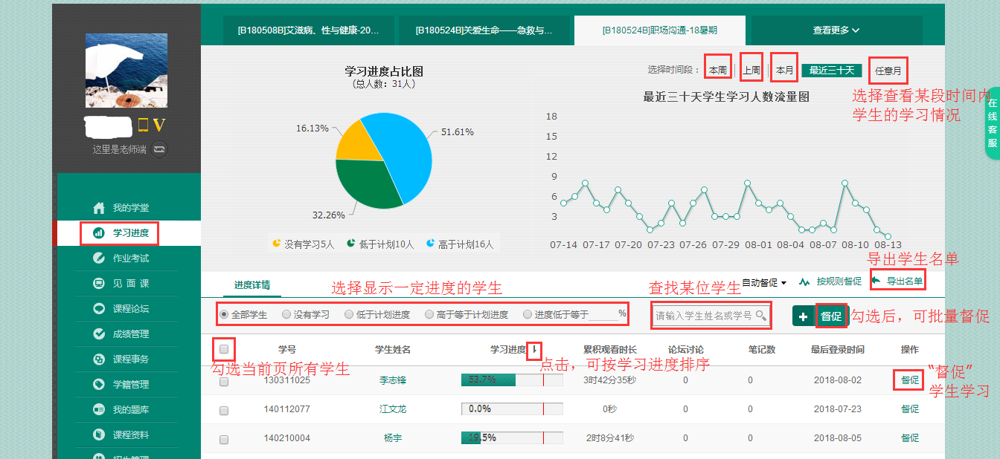 [B180508B]艾滋病、性与健康-20...
[B180524B]关爱生命——急救与...
[B180524B]职场沟通-18暑期
查看更多
V
这里是老师端
我的学堂
学习进度
作业考试
见 面 课
课程论坛
成绩管理
课程事务
学籍管理
我的题库
课程资料
招生管理
学习进度占比图
(总人数：31人)
16.13%
51.61%
32.26%
没有学习5人 低于计划10人 高于计划16人
选择时间段： 本周 上周 本月 最近三十天 任意月
选择查看某段时间内
学生的学习情况
最近三十天学生学习人数流量图
18
15
12
9
6
3
07-14 07-17 07-20 07-23 07-26 07-29 08-01 08-04 08-07 08-10 08-13
在线客服
导出学生名单
进度详情
选择显示一定进度的学生
查找某位学生
自动督促 按规则督促 导出名单
全部学生 没有学习 低于计划进度 高于等于计划进度 进度低于等于______%
请输入学生姓名或学号
+ 督促
勾选后，可批量督促
学号 学生姓名 学习进度 累积观看时长 论坛讨论 笔记数 最后登录时间 操作
勾选当前页所有学生
点击，可按学习进度排序
130311025 李志锋 53.7% 3时42分35秒 0 0 2018-08-02 督促
“督促”
学生学习
140112077 江文龙 0.0% 0秒 0 0 2018-07-23 督促
140210004 杨宇 19.5% 2时8分41秒 0 0 2018-08-05 督促